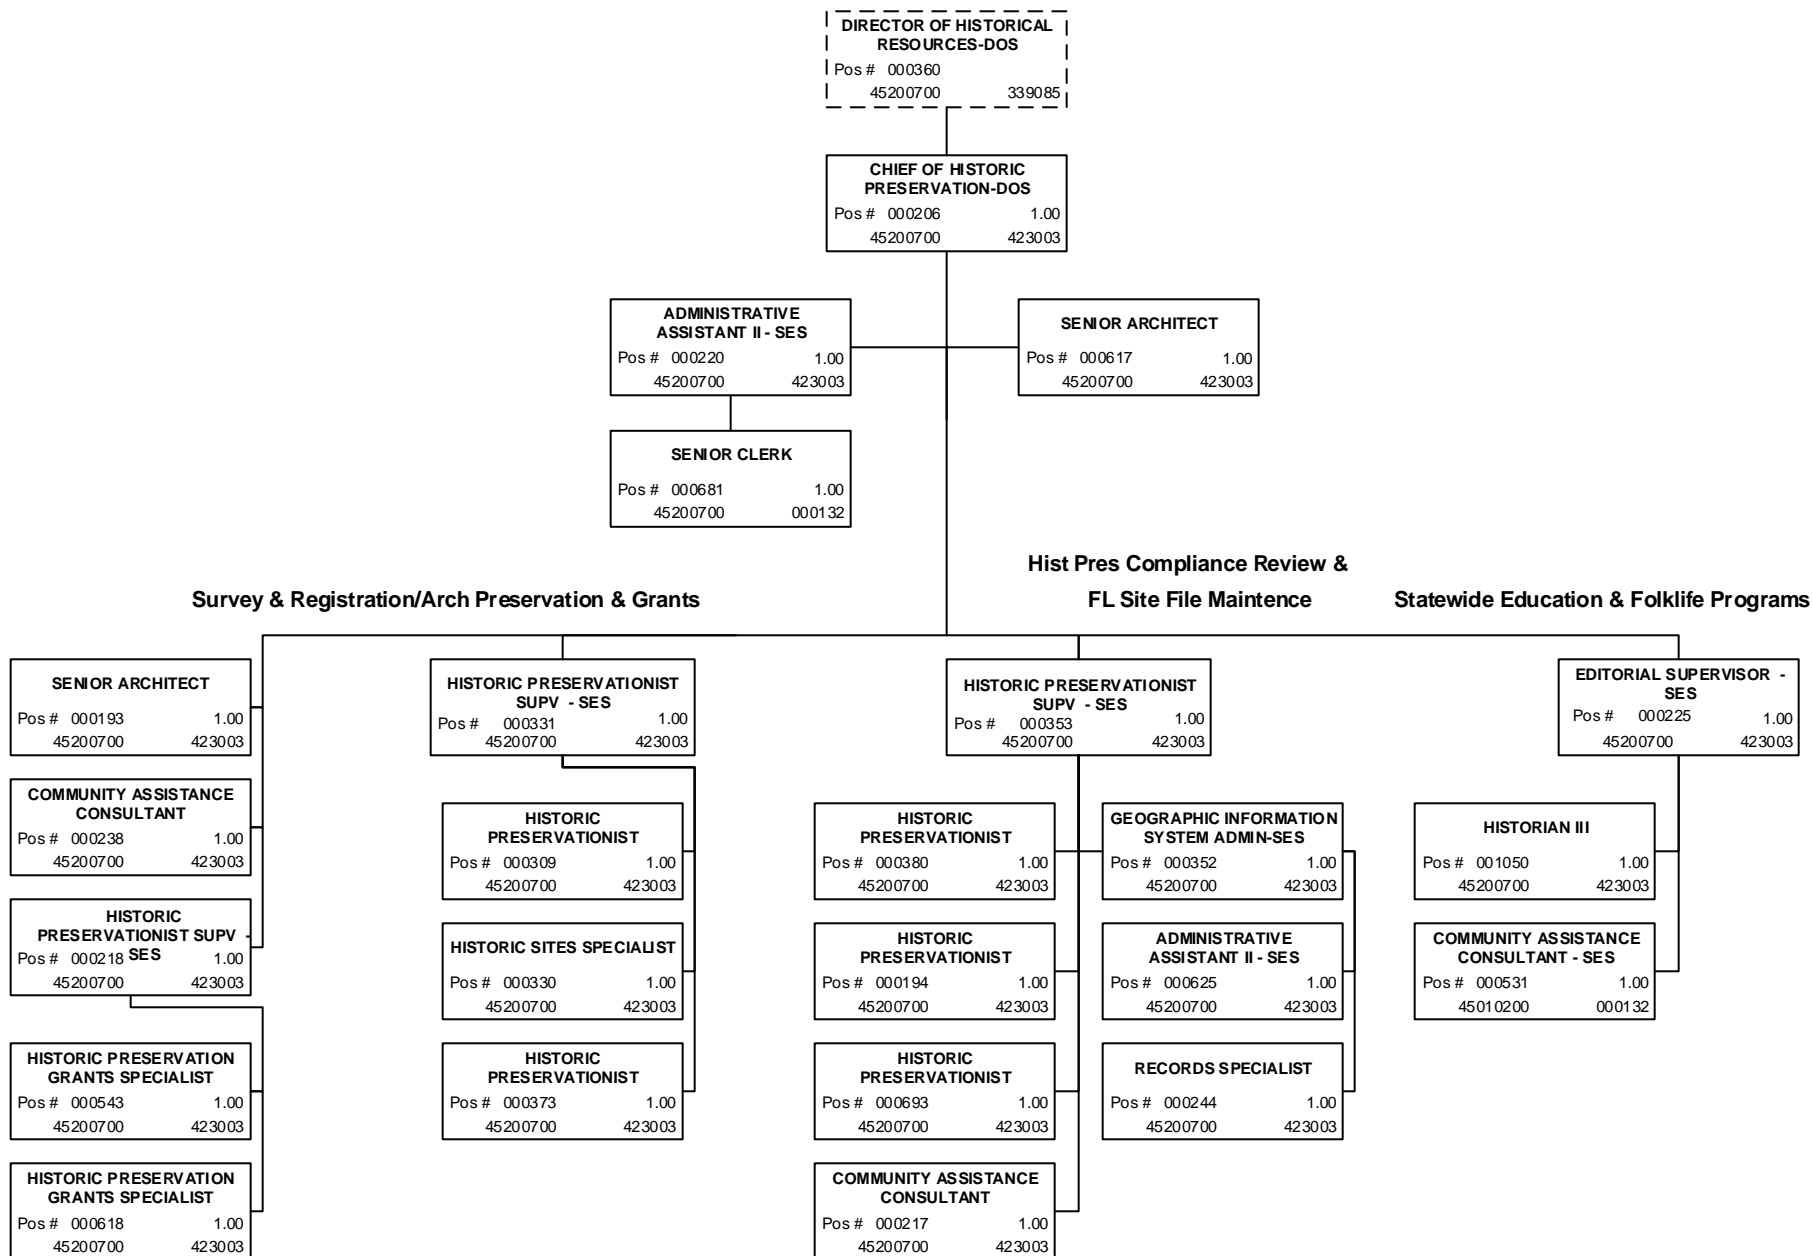 DIRECTOR OF HISTORICAL
RESOURCES-DOS
Pos # 000360
45200700 339085
CHIEF OF HISTORIC
PRESERVATION-DOS
Pos # 000206 1.00
45200700 423003
ADMINISTRATIVE
ASSISTANT II - SES
Pos # 000220 1.00
45200700 423003
SENIOR ARCHITECT
Pos # 000617 1.00
45200700 423003
SENIOR CLERK
Pos # 000681 1.00
45200700 000132
Survey & Registration/Arch Preservation & Grants
Hist Pres Compliance Review &
FL Site File Maintence
Statewide Education & Folklife Programs
SENIOR ARCHITECT
Pos # 000193 1.00
45200700 423003
COMMUNITY ASSISTANCE
CONSULTANT
Pos # 000238 1.00
45200700 423003
HISTORIC
PRESERVATIONIST SUPV -
SES
Pos # 000218 1.00
45200700 423003
HISTORIC PRESERVATION
GRANTS SPECIALIST
Pos # 000543 1.00
45200700 423003
HISTORIC PRESERVATION
GRANTS SPECIALIST
Pos # 000618 1.00
45200700 423003
HISTORIC PRESERVATIONIST
SUPV - SES
Pos # 000331 1.00
45200700 423003
HISTORIC
PRESERVATIONIST
Pos # 000309 1.00
45200700 423003
HISTORIC SITES SPECIALIST
Pos # 000330 1.00
45200700 423003
HISTORIC
PRESERVATIONIST
Pos # 000373 1.00
45200700 423003
HISTORIC PRESERVATIONIST
SUPV - SES
Pos # 000353 1.00
45200700 423003
HISTORIC
PRESERVATIONIST
Pos # 000380 1.00
45200700 423003
HISTORIC
PRESERVATIONIST
Pos # 000194 1.00
45200700 423003
HISTORIC
PRESERVATIONIST
Pos # 000693 1.00
45200700 423003
COMMUNITY ASSISTANCE
CONSULTANT
Pos # 000217 1.00
45200700 423003
GEOGRAPHIC INFORMATION
SYSTEM ADMIN-SES
Pos # 000352 1.00
45200700 423003
ADMINISTRATIVE
ASSISTANT II - SES
Pos # 000625 1.00
45200700 423003
RECORDS SPECIALIST
Pos # 000244 1.00
45200700 423003
EDITORIAL SUPERVISOR -
SES
Pos # 000225 1.00
45200700 423003
HISTORIAN III
Pos # 001050 1.00
45200700 423003
COMMUNITY ASSISTANCE
CONSULTANT - SES
Pos # 000531 1.00
45010200 000132